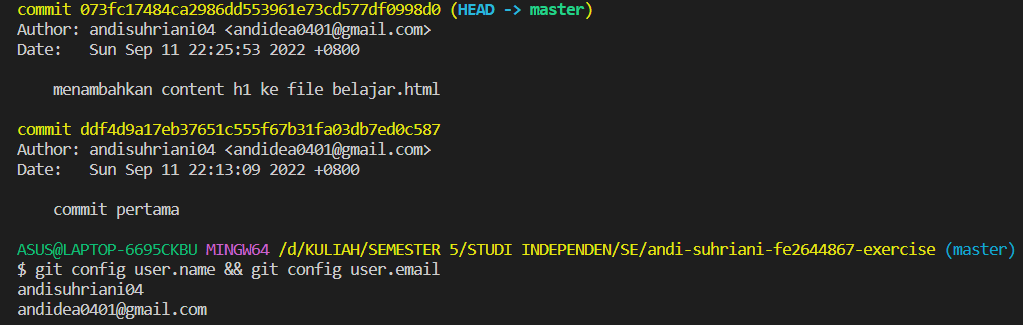 commit 073fc17484ca2986dd553961e73cd577df0998d0 (HEAD -> master)
Author: andisuhriani04 <andidea0401@gmail.com>
Date:   Sun Sep 11 22:25:53 2022 +0800
menambahkan content h1 ke file belajar.html
commit ddf4d9a17eb37651c555f67b31fa03db7ed0c587
Author: andisuhriani04 <andidea0401@gmail.com>
Date:   Sun Sep 11 22:13:09 2022 +0800
commit pertama
ASUS@LAPTOP-6695CKBU MINGW64 /d/KULIAH/SEMESTER 5/STUDI INDEPENDEN/SE/andi-suhriani-fe2644867-exercise (master)
$ git config user.name && git config user.email
andisuhriani04
andidea0401@gmail.com